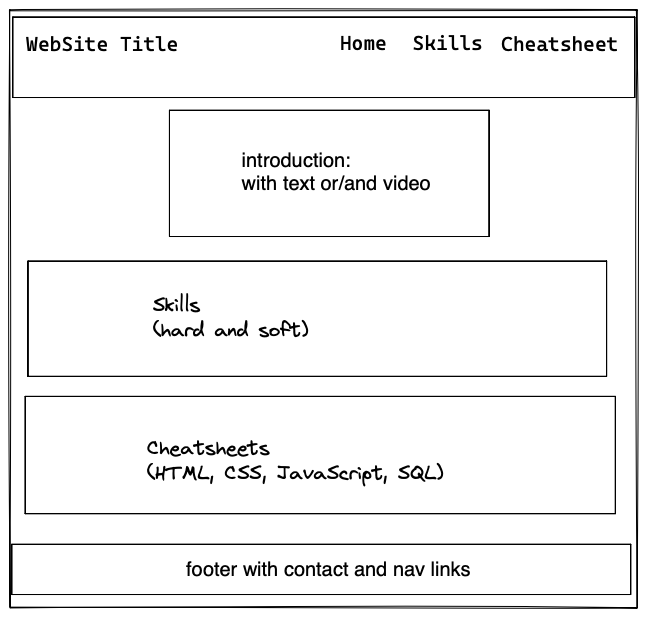 WebSite Title Home Skills Cheatsheet
introduction:
with text or/and video
Skills
(hard and soft)
Cheatsheets
(HTML, CSS, JavaScript, SQL)
footer with contact and nav links